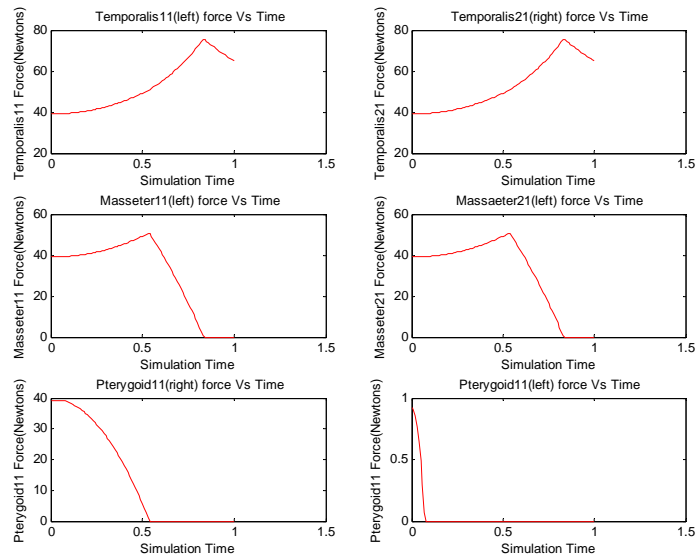 Temporalis11(left) force Vs Time
Temporalis11 Force(Newtons)
80
60
40
20
0
0.5
1
1.5
Simulation Time
Temporalis21(right) force Vs Time
Temporalis21 Force(Newtons)
80
60
40
20
0
0.5
1
1.5
Simulation Time
Masseter11(left) force Vs Time
Masseter11 Force(Newtons)
60
40
20
0
0
0.5
1
1.5
Simulation Time
Massaeter21(left) force Vs Time
Masseter21 Force(Newtons)
60
40
20
0
0
0.5
1
1.5
Simulation Time
Pterygoid11(right) force Vs Time
Pterygoid11 Force(Newtons)
40
30
20
10
0
0
0.5
1
1.5
Simulation Time
Pterygoid11(left) force Vs Time
Pterygoid11 Force(Newtons)
1
0.5
0
0
0.5
1
1.5
Simulation Time